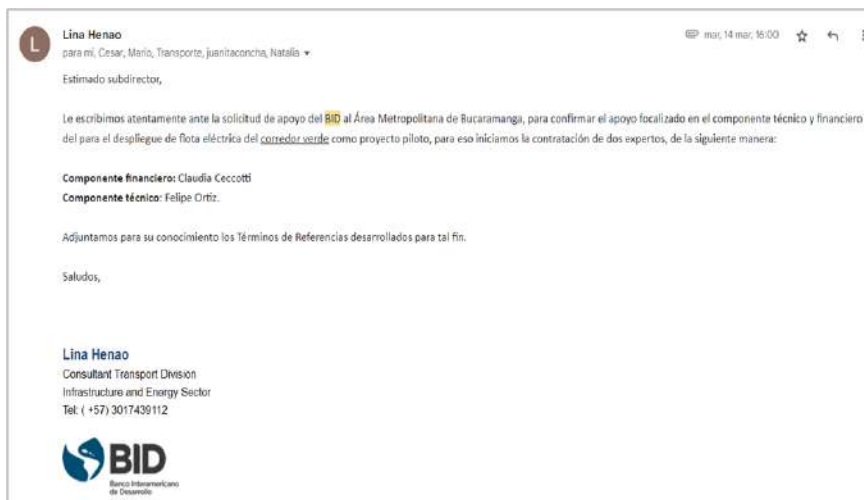 L
Lina Henao
mar, 14 mar, 16:00
para mí, Cesar, Mario, Transporte, juanitaconcha, Natalia
Estimado subdirector,
Le escribimos atentamente ante la solicitud de apoyo del BID al Área Metropolitana de Bucaramanga, para confirmar el apoyo focalizado en el componente técnico y financiero
del para el despliegue de flota eléctrica del corredor verde como proyecto piloto, para eso iniciamos la contratación de dos expertos, de la siguiente manera:
Componente financiero: Claudia Ceccotti
Componente técnico: Felipe Ortiz.
Adjuntamos para su conocimiento los Términos de Referencias desarrollados para tal fin.
Saludos,
Lina Henao
Consultant Transport Division
Infrastructure and Energy Sector
Tel: ( +57) 3017439112
BID
Banco Interamericano
de Desarrollo